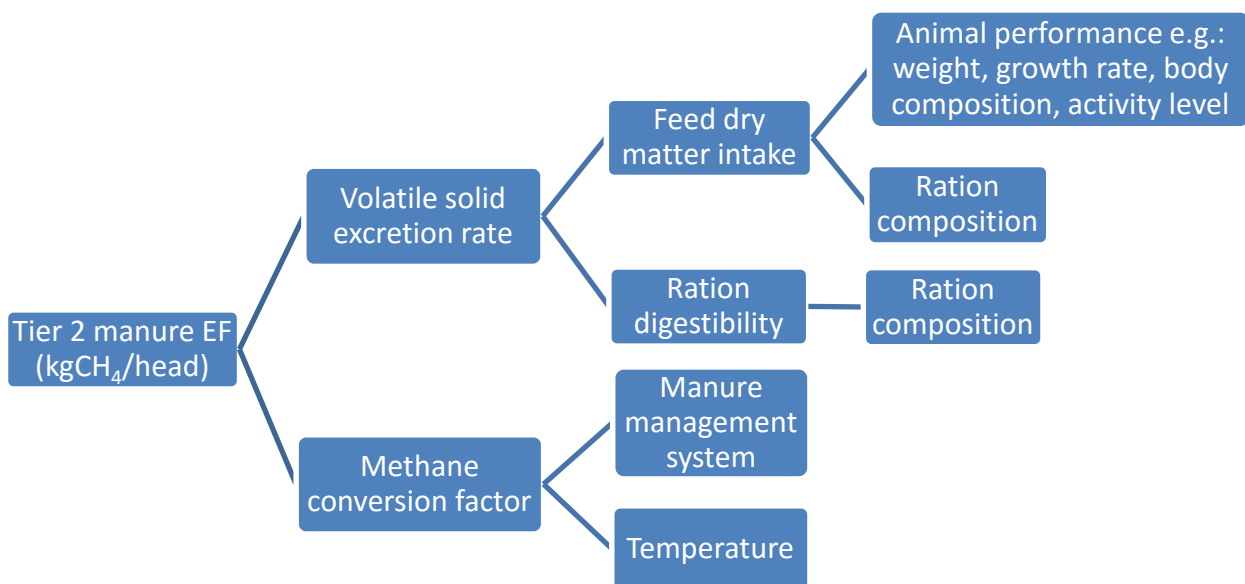 Tier 2 manure EF
(kgCH₄/head)
Volatile solid
excretion rate
Methane
conversion factor
Feed dry
matter intake
Ration
digestibility
Manure
management
system
Temperature
Animal performance e.g.:
weight, growth rate, body
composition, activity level
Ration
composition
Ration
composition